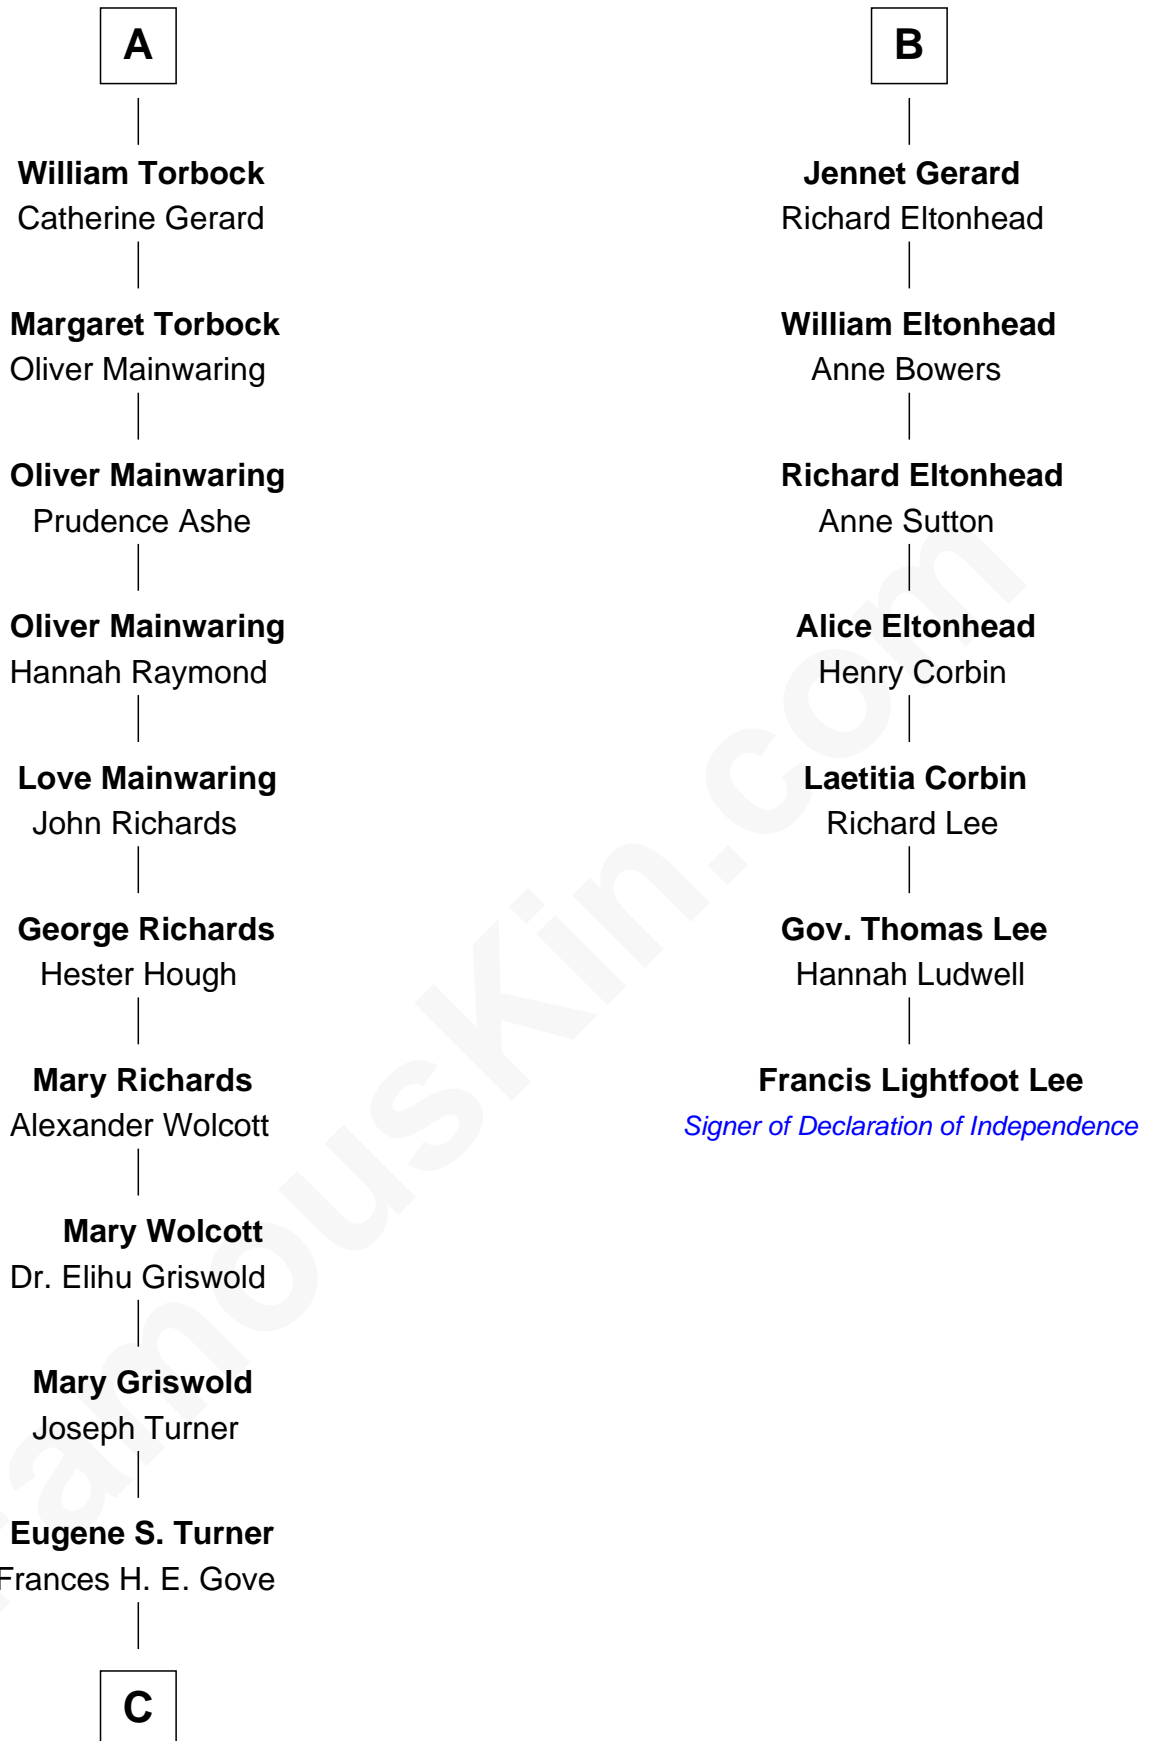 A
William Torbock
Catherine Gerard
Margaret Torbock
Oliver Mainwaring
Oliver Mainwaring
Prudence Ashe
Oliver Mainwaring
Hannah Raymond
Love Mainwaring
John Richards
George Richards
Hester Hough
Mary Richards
Alexander Wolcott
Mary Wolcott
Dr. Elihu Griswold
Mary Griswold
Joseph Turner
Eugene S. Turner
Frances H. E. Gove
C
B
Jennet Gerard
Richard Eltonhead
William Eltonhead
Anne Bowers
Richard Eltonhead
Anne Sutton
Alice Eltonhead
Henry Corbin
Laetitia Corbin
Richard Lee
Gov. Thomas Lee
Hannah Ludwell
Francis Lightfoot Lee
Signer of Declaration of Independence
FamousKin.com